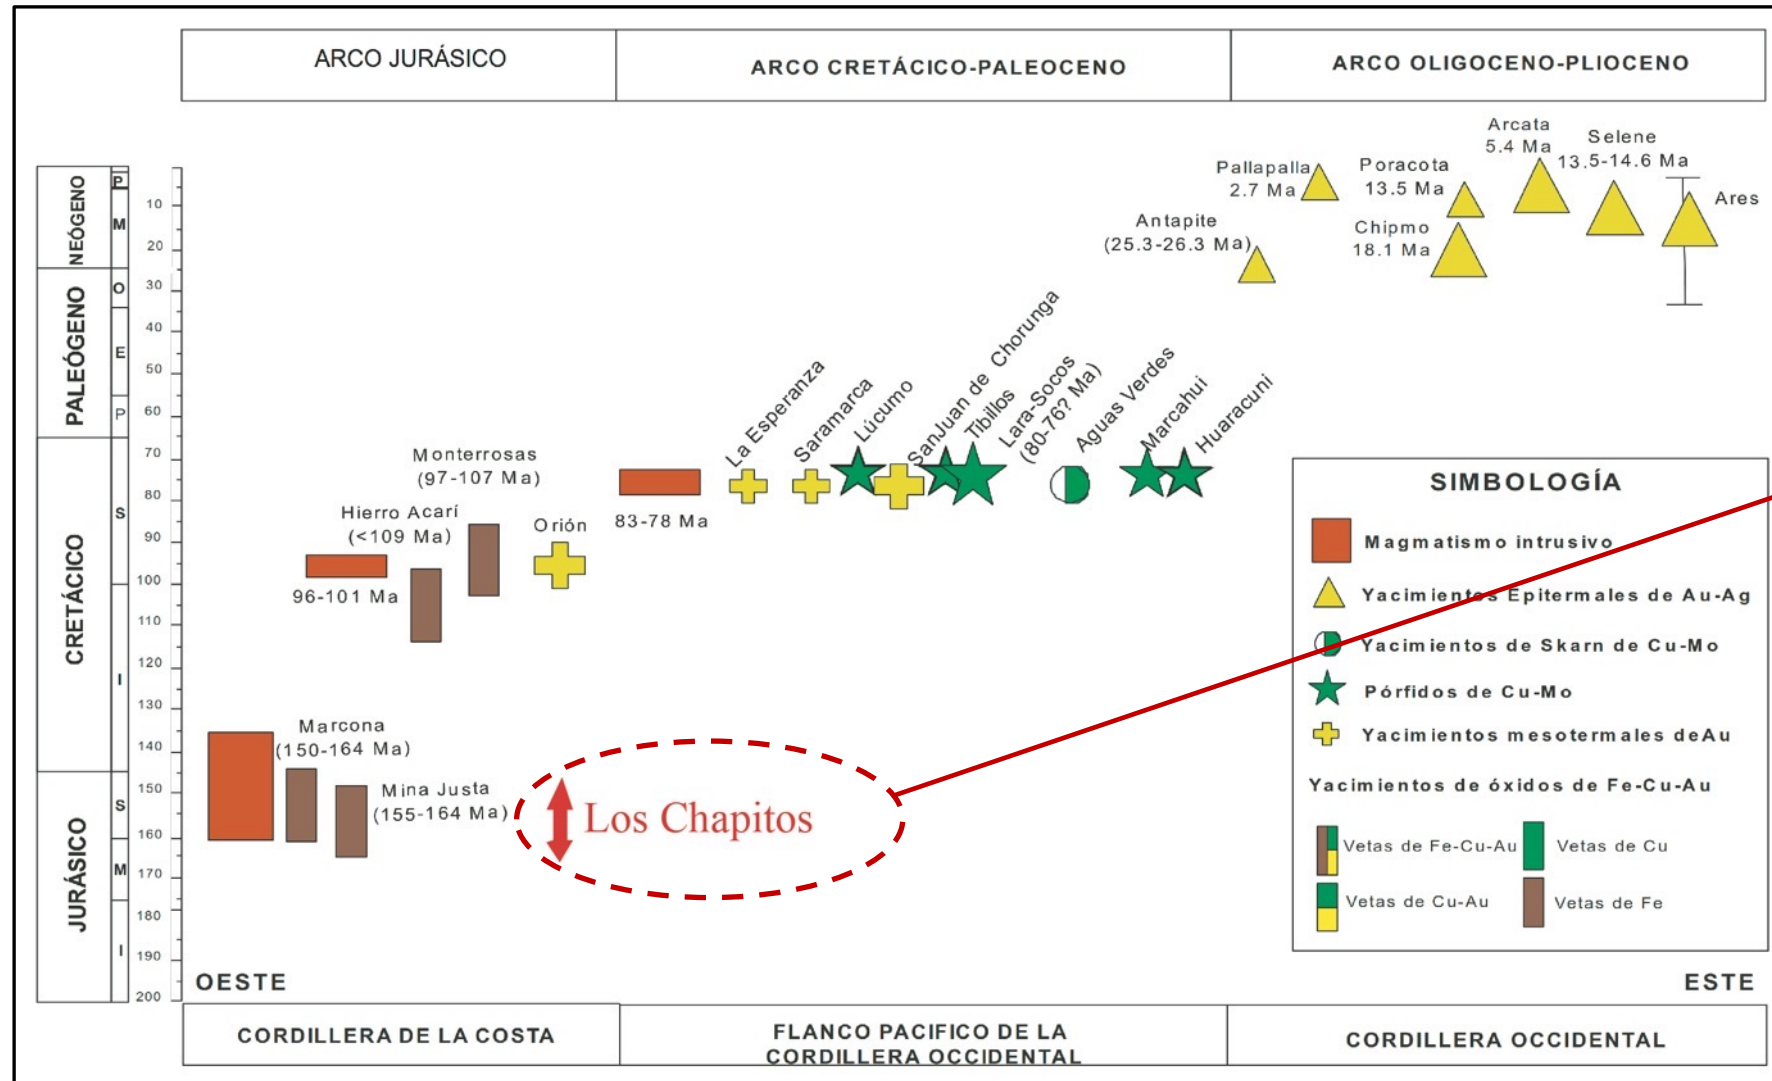 ARCO JURÁSICO
ARCO CRETÁCICO-PALEOCENO
ARCO OLIGOCENO-PLIOCENO
NEÓGENO
PALEÓGENO
CRETÁCICO
JURÁSICO
P
M
O
E
P
S
I
S
M
I
10
20
30
40
50
60
70
80
90
100
110
120
130
140
150
160
170
180
190
200
Arcata
5.4 Ma
Selene
13.5-14.6 Ma
Pallapalla
2.7 Ma
Poracota
13.5 Ma
Ares
Antapite
(25.3-26.3 Ma)
Chipmo
18.1 Ma
La Esperanza
Saramarca
Lúcumo
SanJuan de Chorunga
Tibillos
Lara-Socos
(80-76? Ma)
Aguas Verdes
Marcahui
Huaracuni
Monterrosas
(97-107 Ma)
Hierro Acarí
(<109 Ma)
Orión
83-78 Ma
96-101 Ma
Marcona
(150-164 Ma)
Mina Justa
(155-164 Ma)
Los Chapitos
SIMBOLOGÍA
Magmatismo intrusivo
Yacimientos Epitermales de Au-Ag
Yacimientos de Skarn de Cu-Mo
Pórfidos de Cu-Mo
Yacimientos mesotermales deAu
Yacimientos de óxidos de Fe-Cu-Au
Vetas de Fe-Cu-Au
Vetas de Cu
Vetas de Cu-Au
Vetas de Fe
OESTE
ESTE
CORDILLERA DE LA COSTA
FLANCO PACIFICO DE LA
CORDILLERA OCCIDENTAL
CORDILLERA OCCIDENTAL